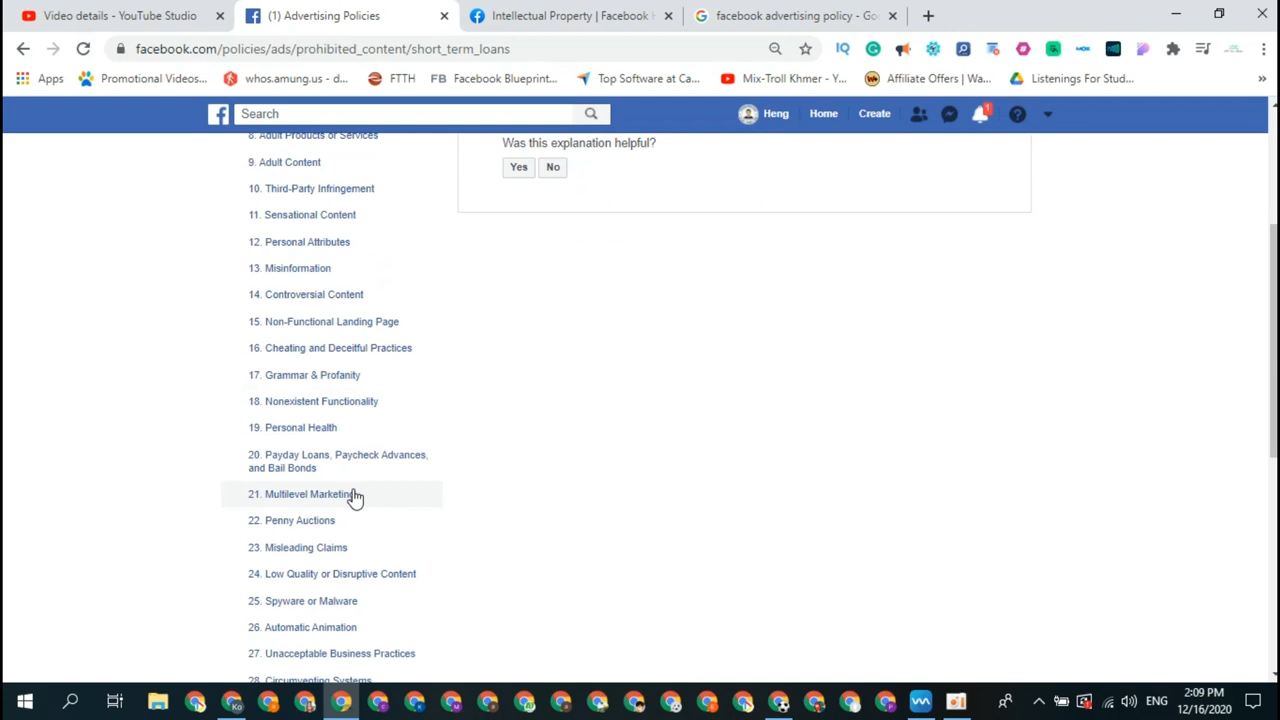 Video details - YouTube Studio
(1) Advertising Policies
Intellectual Property | Facebook H
facebook advertising policy - Go
facebook.com/policies/ads/prohibited_content/short_term_loans
Apps
Promotional Videos...
whos.amung.us - d...
FTTH
FB Facebook Blueprint...
Top Software at Ca...
Mix-Troll Khmer - Y...
Affiliate Offers | Wa...
Listenings For Stud...
Search
Heng
Home
Create
1
8. Adult Products or Services
9. Adult Content
10. Third-Party Infringement
11. Sensational Content
12. Personal Attributes
13. Misinformation
14. Controversial Content
15. Non-Functional Landing Page
16. Cheating and Deceitful Practices
17. Grammar & Profanity
18. Nonexistent Functionality
19. Personal Health
20. Payday Loans, Paycheck Advances,
and Bail Bonds
21. Multilevel Marketing
22. Penny Auctions
23. Misleading Claims
24. Low Quality or Disruptive Content
25. Spyware or Malware
26. Automatic Animation
27. Unacceptable Business Practices
28. Circumventing Systems
Was this explanation helpful?
Yes
No
ENG
2:09 PM
12/16/2020